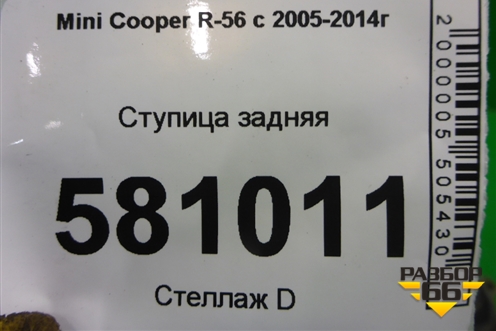 Mini Cooper R-56 с 2005-2014г
Ступица задняя
581011
Стеллаж D
2000005505430
РАЗБОР
66